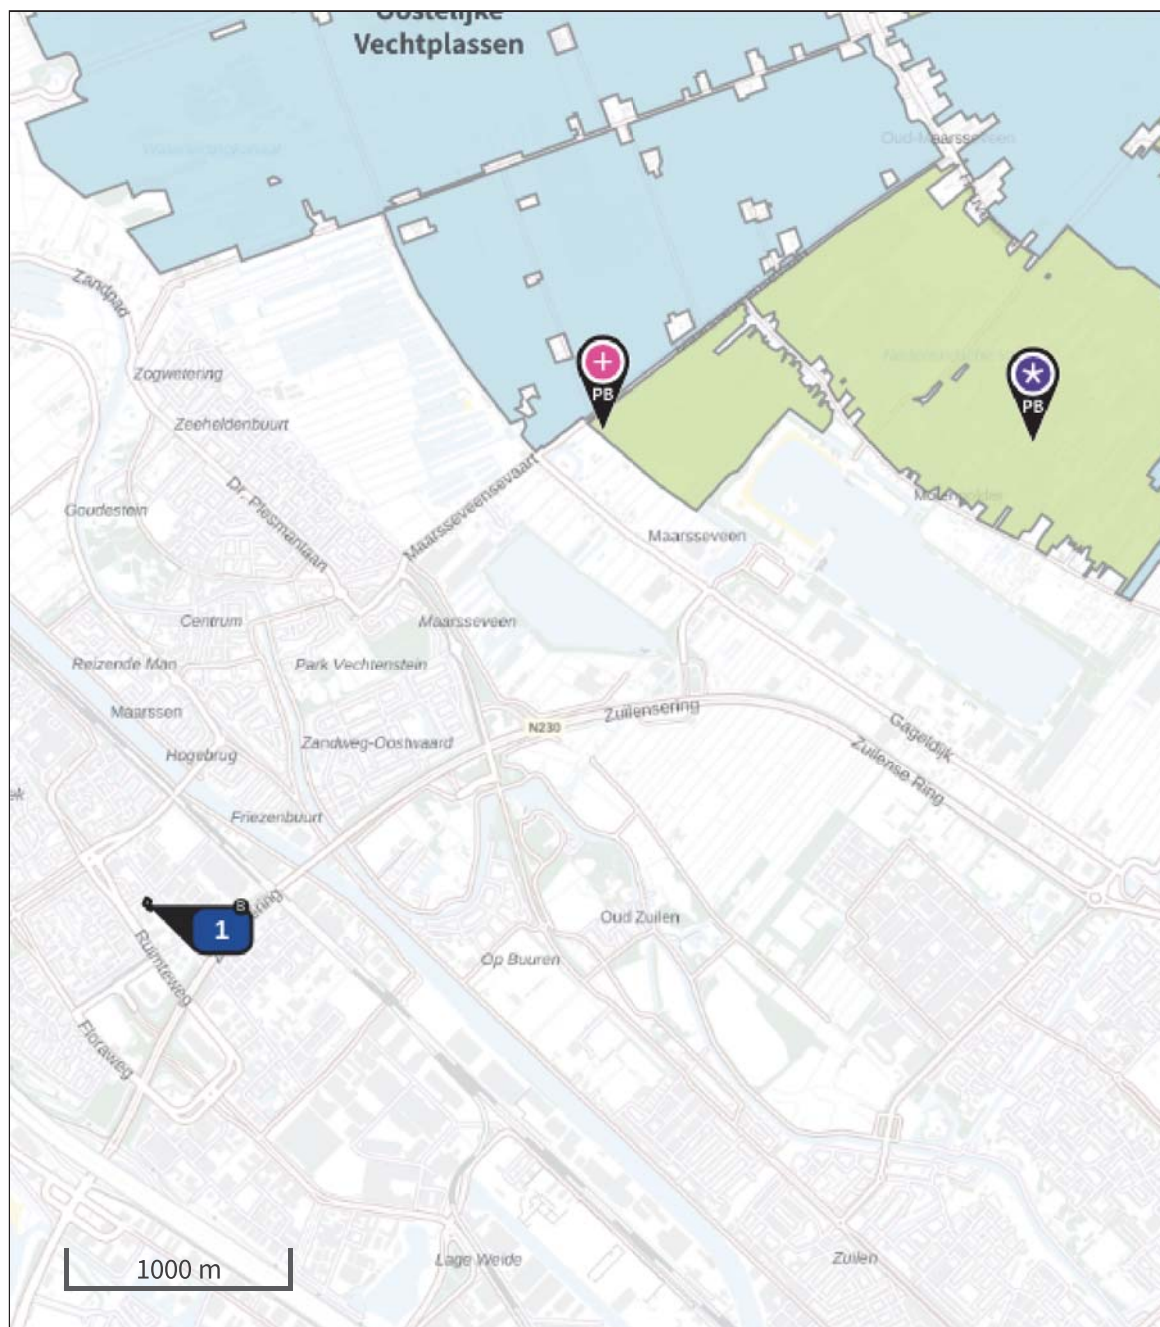 Oostelijke
Vechtplassen
Oud-Maarsseveen
Zandpad
Zogwetering
Zeeheldenbuurt
+
PB
*
PB
Dr. Plesmanlaan
Maarsseveensevaart
Goudestein
Maarsseveen
Centrum
Maarsseveen
Reizende Man
Park Vechtenstein
Maarssen
Zuilensering
N230
Hogebrug
Zandweg-Oostwaard
Gageldijk
Zuilense Ring
ek
Friezenbuurt
B
ering
1
Oud Zuilen
Ruimteweg
Op Buuren
Floraweg
1000 m
Lage Weide
Zuilen